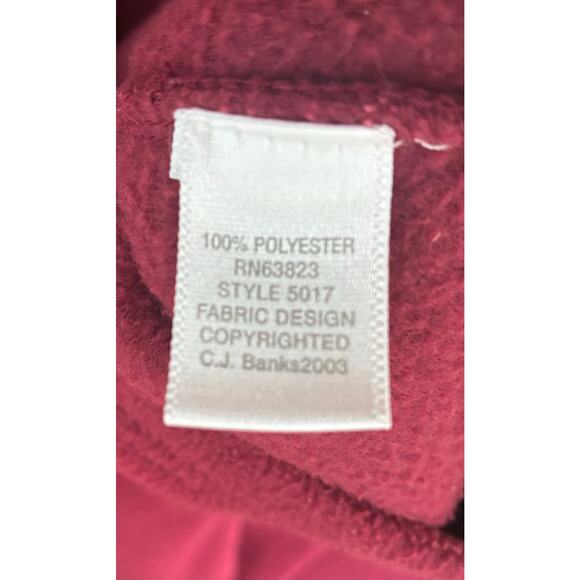 100% POLYESTER
RN63823
STYLE 5017
FABRIC DESIGN
COPYRIGHTED
C.J. Banks2003